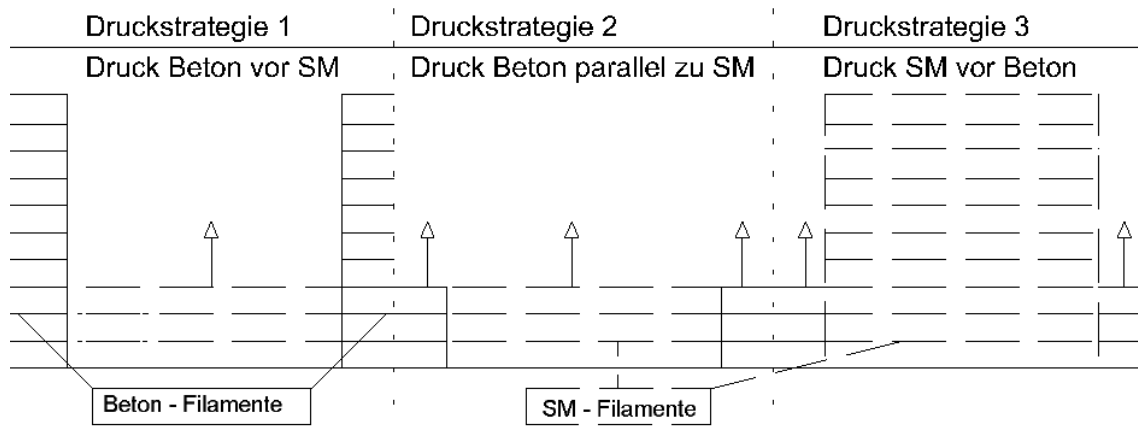 Druckstrategie 1
Druckstrategie 2
Druckstrategie 3
Druck Beton vor SM
Druck Beton parallel zu SM
Druck SM vor Beton
Beton - Filamente
SM - Filamente